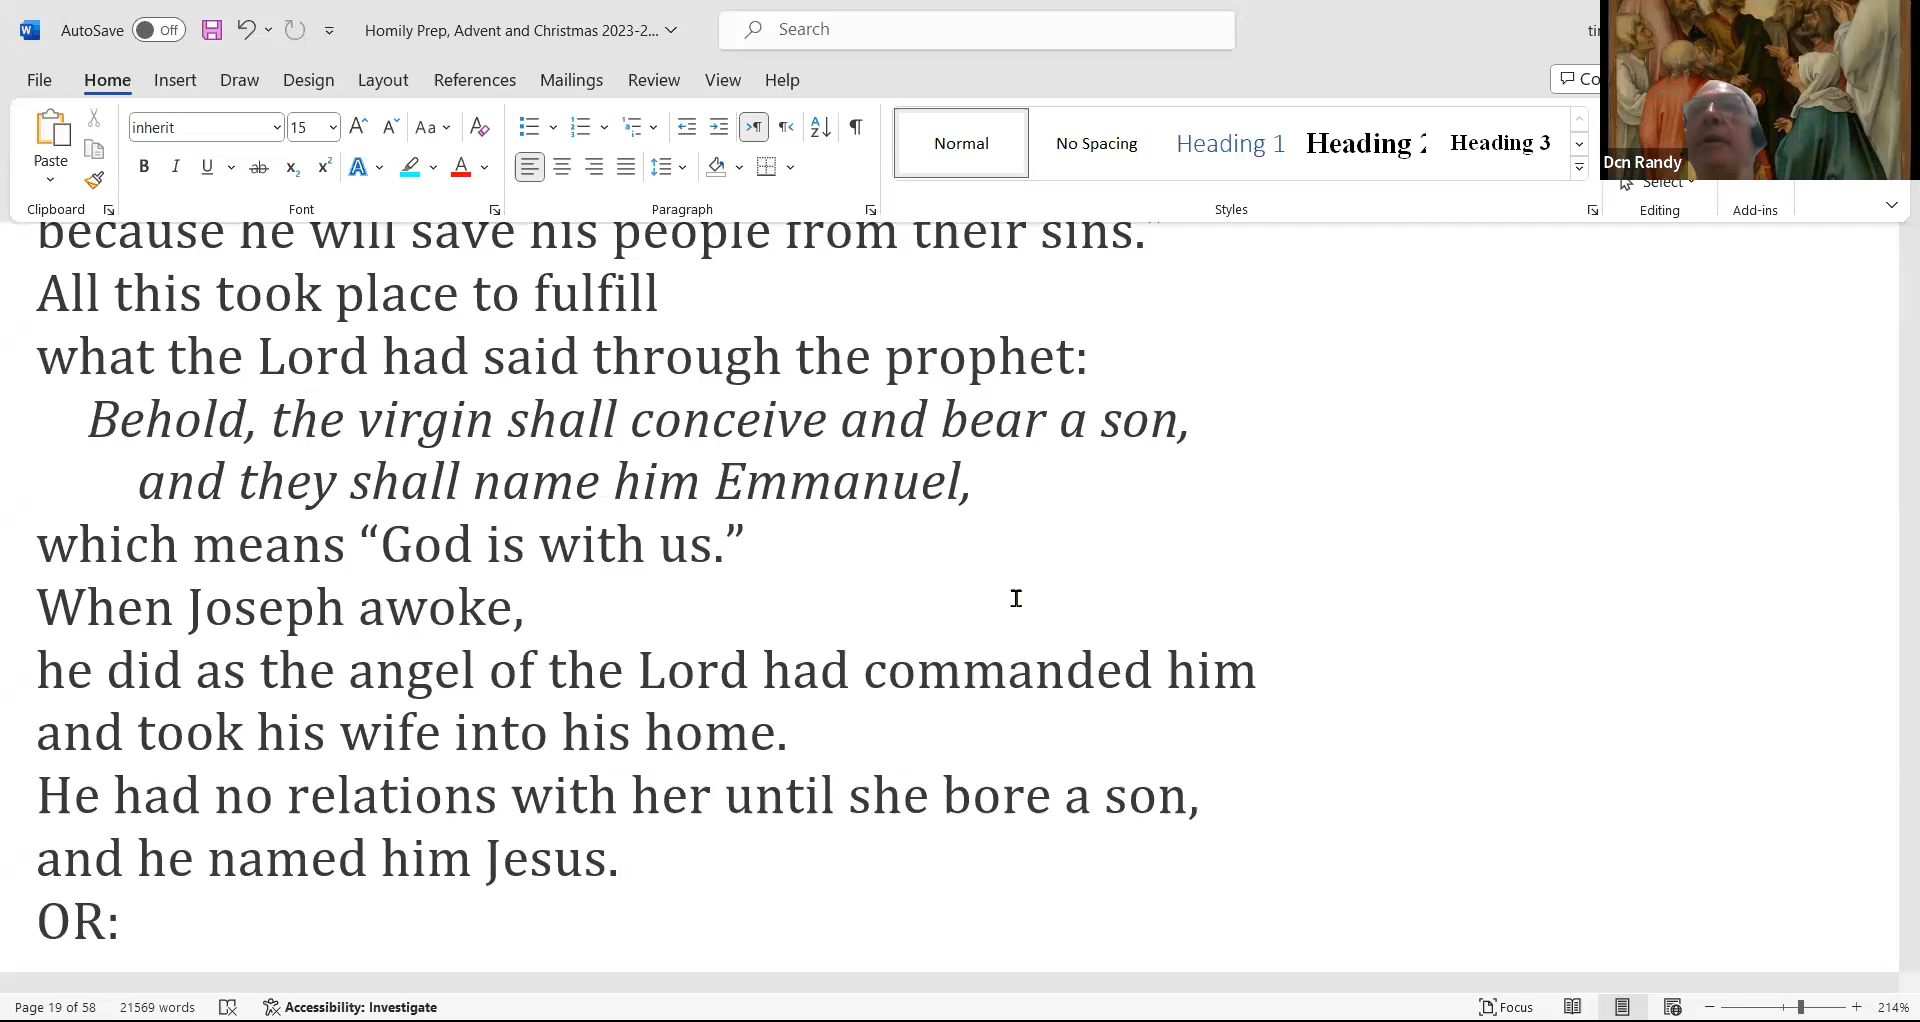 AutoSave Off Homily Prep, Advent and Christmas 2023-2... Search
File Home Insert Draw Design Layout References Mailings Review View Help
Paste
inherit 15 Aa
B I U ab x₂ x² A A
Normal No Spacing Heading 1 Heading Heading 3
Dcn Randy
Select
Clipboard Font Paragraph Styles Editing Add-ins
because he will save his people from their sins.”
All this took place to fulfill
what the Lord had said through the prophet:
Behold, the virgin shall conceive and bear a son,
and they shall name him Emmanuel,
which means “God is with us.”
When Joseph awoke,
he did as the angel of the Lord had commanded him
and took his wife into his home.
He had no relations with her until she bore a son,
and he named him Jesus.
OR:
Page 19 of 58 21569 words Accessibility: Investigate Focus 214%